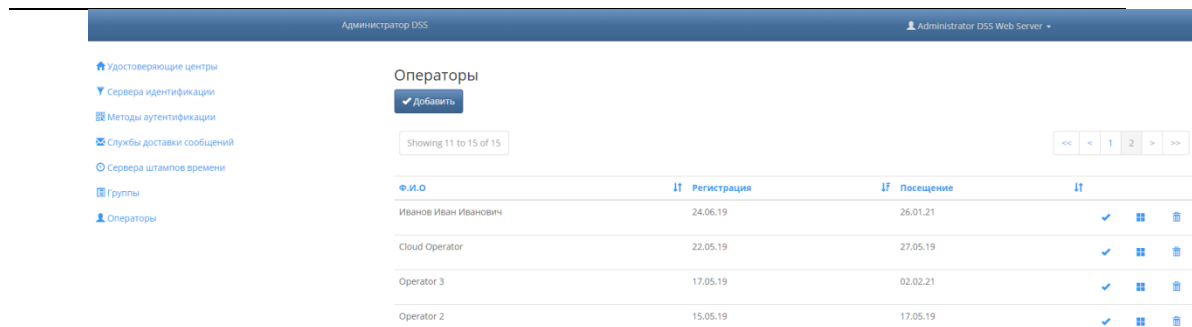 Администратор DSS Administrator DSS Web Server
Удостоверяющие центры
Сервера идентификации
Методы аутентификации
Службы доставки сообщений
Сервера штампов времени
Группы
Операторы
Операторы
Добавить
Showing 11 to 15 of 15 << < 1 2 > >>
Ф.И.О Регистрация Посещение
Иванов Иван Иванович 24.06.19 26.01.21
Cloud Operator 22.05.19 27.05.19
Operator 3 17.05.19 02.02.21
Operator 2 15.05.19 17.05.19